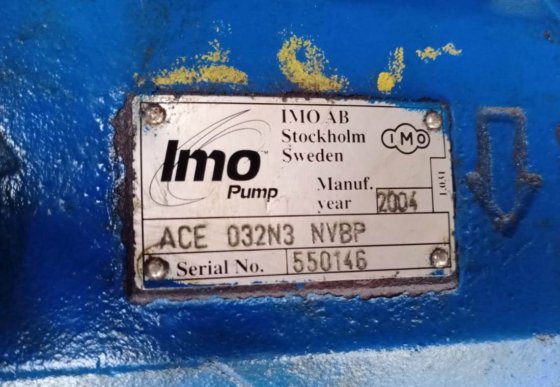 Imo
Pump
IMO AB
Stockholm
Sweden
IMO
Manuf.
year 2004
1.031
ACE 032N3 NVBP
Serial No. 550146